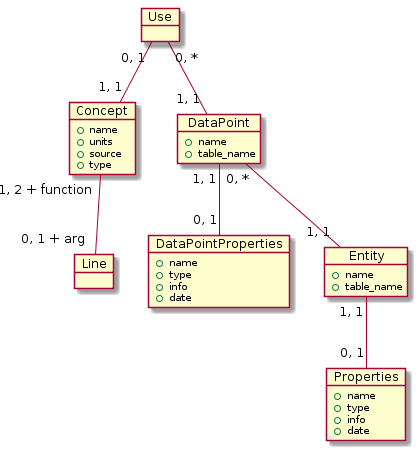 Use
0, 1
0, *
1, 1
1, 1
Concept
name
units
source
type
DataPoint
name
table_name
1, 2 + function
1, 1
0, *
0, 1 + arg
0, 1
1, 1
Line
DataPointProperties
name
type
info
date
Entity
name
table_name
1, 1
0, 1
Properties
name
type
info
date